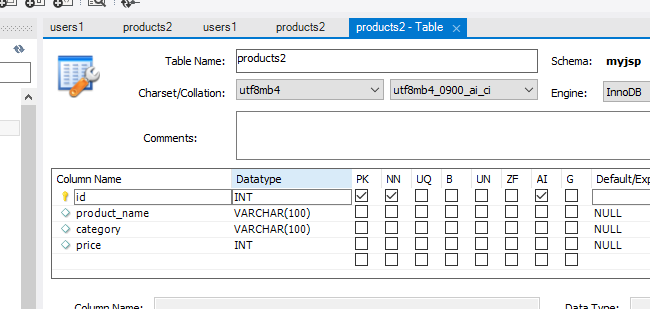 users1 products2 users1 products2 products2 - Table
Table Name: products2 Schema: myjsp
Charset/Collation: utf8mb4 utf8mb4_0900_ai_ci Engine: InnoDB
Comments:
Column Name Datatype PK NN UQ B UN ZF AI G Default/Exp
id INT
product_name VARCHAR(100) NULL
category VARCHAR(100) NULL
price INT NULL
Column Name: Data Type: